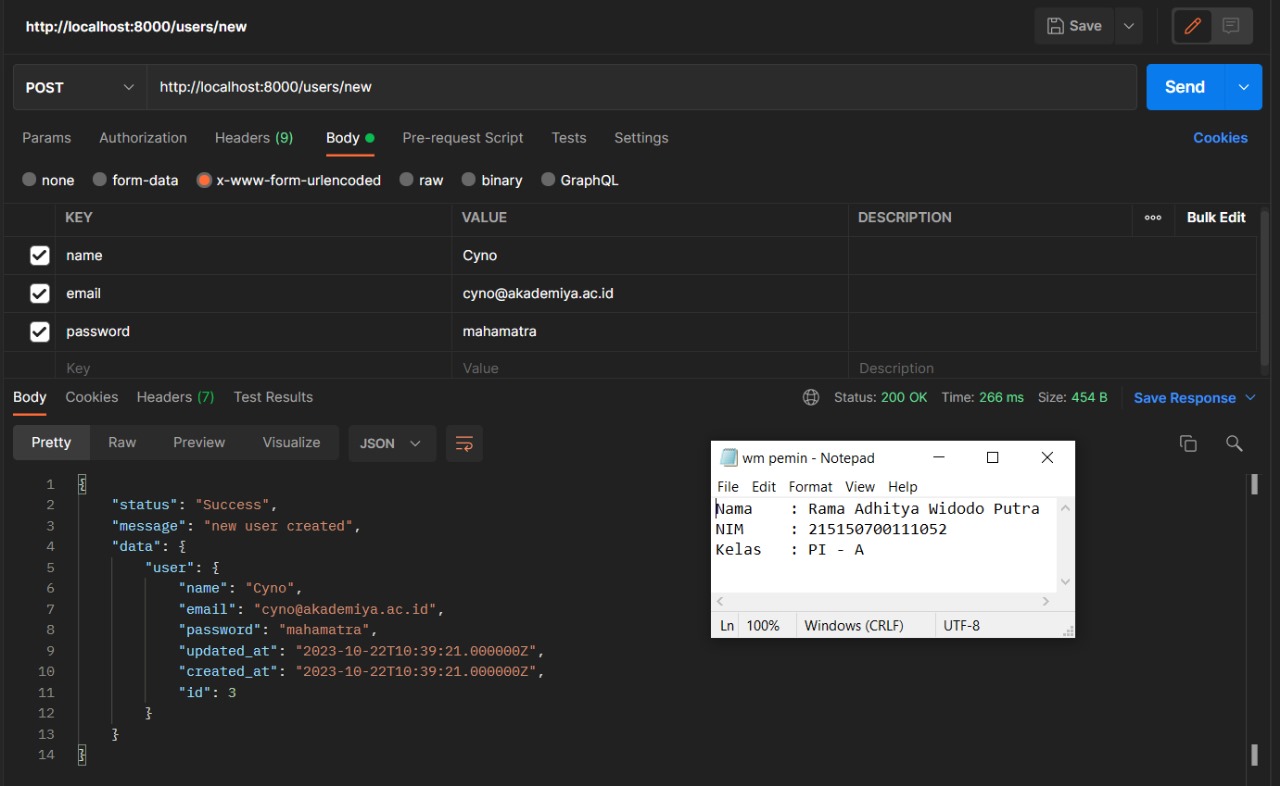 http://localhost:8000/users/new
Save
POST
http://localhost:8000/users/new
Send
Params Authorization Headers (9) Body Pre-request Script Tests Settings Cookies
none form-data x-www-form-urlencoded raw binary GraphQL
KEY VALUE DESCRIPTION Bulk Edit
name Cyno
email cyno@akademiya.ac.id
password mahamatra
Key Value Description
Body Cookies Headers (7) Test Results Status: 200 OK Time: 266 ms Size: 454 B Save Response
Pretty Raw Preview Visualize JSON
1 {
2 "status": "Success",
3 "message": "new user created",
4 "data": {
5 "user": {
6 "name": "Cyno",
7 "email": "cyno@akademiya.ac.id",
8 "password": "mahamatra",
9 "updated_at": "2023-10-22T10:39:21.000000Z",
10 "created_at": "2023-10-22T10:39:21.000000Z",
11 "id": 3
12 }
13 }
14 }
wm pemin - Notepad
File Edit Format View Help
Nama : Rama Adhitya Widodo Putra
NIM : 215150700111052
Kelas : PI - A
Ln 100% Windows (CRLF) UTF-8